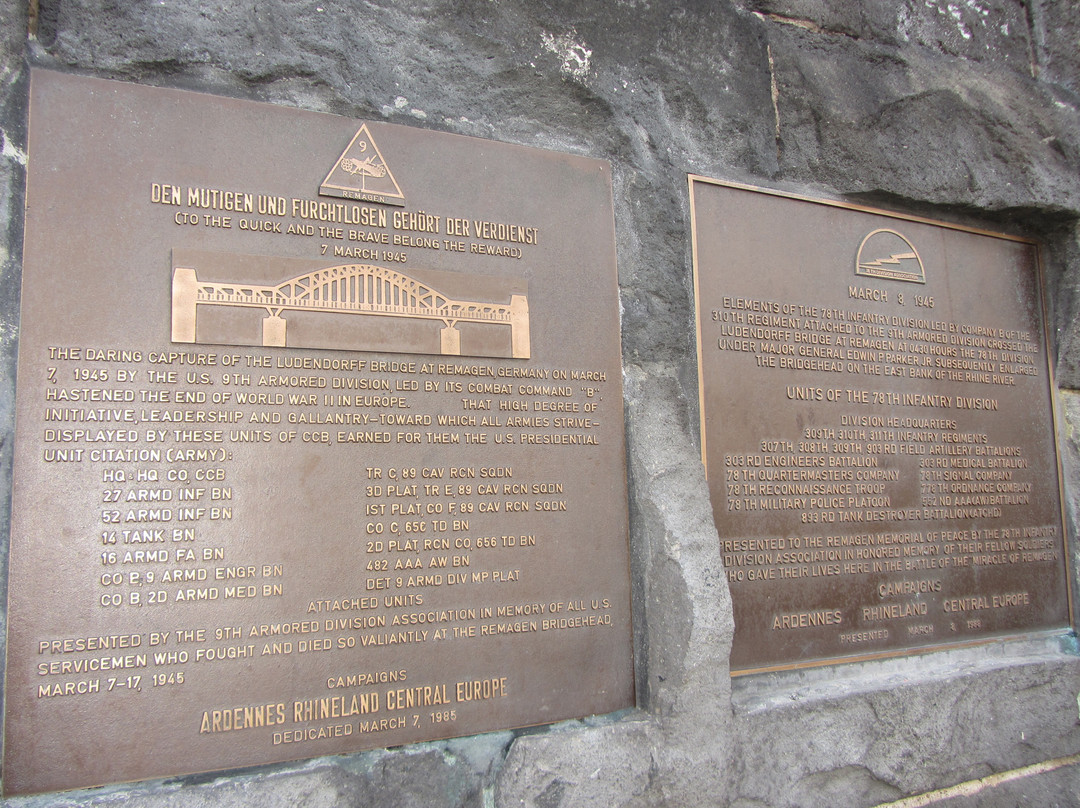 9
REMAGEN
DEN MUTIGEN UND FURCHTLOSEN GEHÖRT DER VERDIENST
(TO THE QUICK AND THE BRAVE BELONG THE REWARD)
7 MARCH 1945
THE DARING CAPTURE OF THE LUDENDORFF BRIDGE AT REMAGEN GERMANY ON MARCH
7, 1945 BY THE U.S. 9TH ARMORED DIVISION, LED BY ITS COMBAT COMMAND "B"
HASTENED THE END OF WORLD WAR II IN EUROPE. THAT HIGH DEGREE OF
INITIATIVE, LEADERSHIP AND GALLANTRY-TOWARD WHICH ALL ARMIES STRIVE-
DISPLAYED BY THESE UNITS OF CCB, EARNED FOR THEM THE U.S. PRESIDENTIAL
UNIT CITATION (ARMY):
HQ & HQ CO, CCB
27 ARMD INF BN
52 ARMD INF BN
14 TANK BN
16 ARMD FA BN
CO B, 9 ARMD ENGR BN
CO B, 2D ARMD MED BN
TR C, 89 CAV RCN SQDN
3D PLAT, TR E, 89 CAV RCN SQDN
1ST PLAT, CO F, 89 CAV RCN SQDN
CO C, 656 TD BN
2D PLAT, RCN CO, 656 TD BN
482 AAA AW BN
DET 9 ARMD DIV MP PLAT
ATTACHED UNITS
PRESENTED BY THE 9TH ARMORED DIVISION ASSOCIATION IN MEMORY OF ALL U.S.
SERVICEMEN WHO FOUGHT AND DIED SO VALIANTLY AT THE REMAGEN BRIDGEHEAD,
MARCH 7-17, 1945
CAMPAIGNS
ARDENNES RHINELAND CENTRAL EUROPE
DEDICATED MARCH 7, 1985
MARCH 8, 1945
ELEMENTS OF THE 78TH INFANTRY DIVISION LED BY COMPANY B OF THE
310TH REGIMENT ATTACHED TO THE 9TH ARMORED DIVISION CROSSED THE
LUDENDORFF BRIDGE AT REMAGEN AT 0430 HOURS THE 78TH DIVISION
UNDER MAJOR GENERAL EDWIN P PARKER JR SUBSEQUENTLY ENLARGED
THE BRIDGEHEAD ON THE EAST BANK OF THE RHINE RIVER.
UNITS OF THE 78TH INFANTRY DIVISION
DIVISION HEADQUARTERS
309TH 310TH, 311TH INFANTRY REGIMENTS
307TH, 308TH, 309TH, 903RD FIELD ARTILLERY BATTALIONS
303RD ENGINEERS BATTALION 303RD MEDICAL BATTALION
78TH QUARTERMASTERS COMPANY 78TH SIGNAL COMPANY
78TH RECONNAISSANCE TROOP 778TH ORDNANCE COMPANY
78TH MILITARY POLICE PLATOON 552ND AAA(AW)BATTALION
893RD TANK DESTROYER BATTALION (ATCHD)
PRESENTED TO THE REMAGEN MEMORIAL OF PEACE BY THE 78TH INFANTRY
DIVISION ASSOCIATION IN HONORED MEMORY OF THEIR FELLOW SOLDIERS
WHO GAVE THEIR LIVES HERE IN THE BATTLE OF THE MIRACLE OF REMAGEN
CAMPAIGNS
ARDENNES RHINELAND CENTRAL EUROPE
PRESENTED MARCH